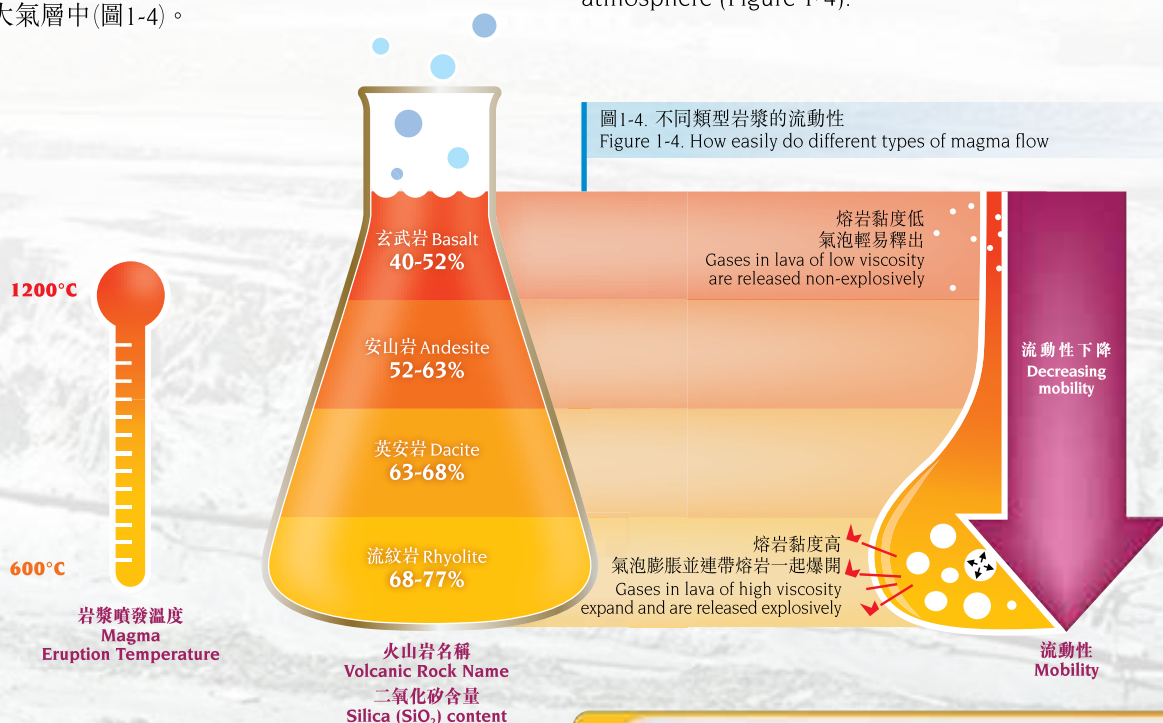 大氣層中(圖1-4)。
atmosphere (Figure 1-4).
圖1-4. 不同類型岩漿的流動性
Figure 1-4. How easily do different types of magma flow
1200°C
600°C
岩漿噴發溫度
Magma
Eruption Temperature
玄武岩 Basalt
40-52%
安山岩 Andesite
52-63%
英安岩 Dacite
63-68%
流紋岩 Rhyolite
68-77%
火山岩名稱
Volcanic Rock Name
二氧化矽含量
Silica (SiO₂) content
熔岩黏度低
氣泡輕易釋出
Gases in lava of low viscosity
are released non-explosively
熔岩黏度高
氣泡膨脹並連帶熔岩一起爆開
Gases in lava of high viscosity
expand and are released explosively
流動性下降
Decreasing
mobility
流動性
Mobility